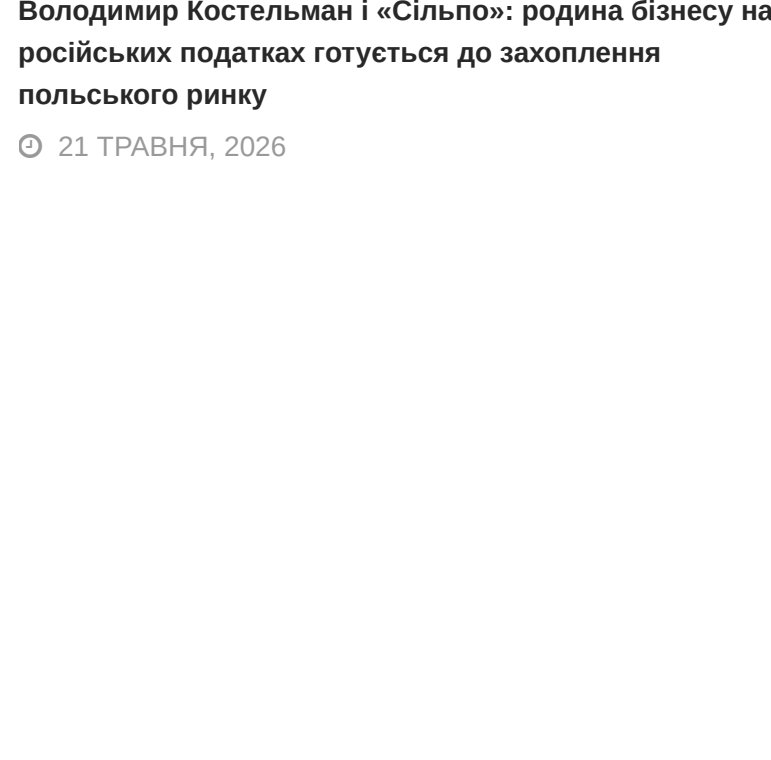 Володимир Костельман і «Сільпо»: родина бізнесу на
російських податках готується до захоплення
польського ринку
21 ТРАВНЯ, 2026